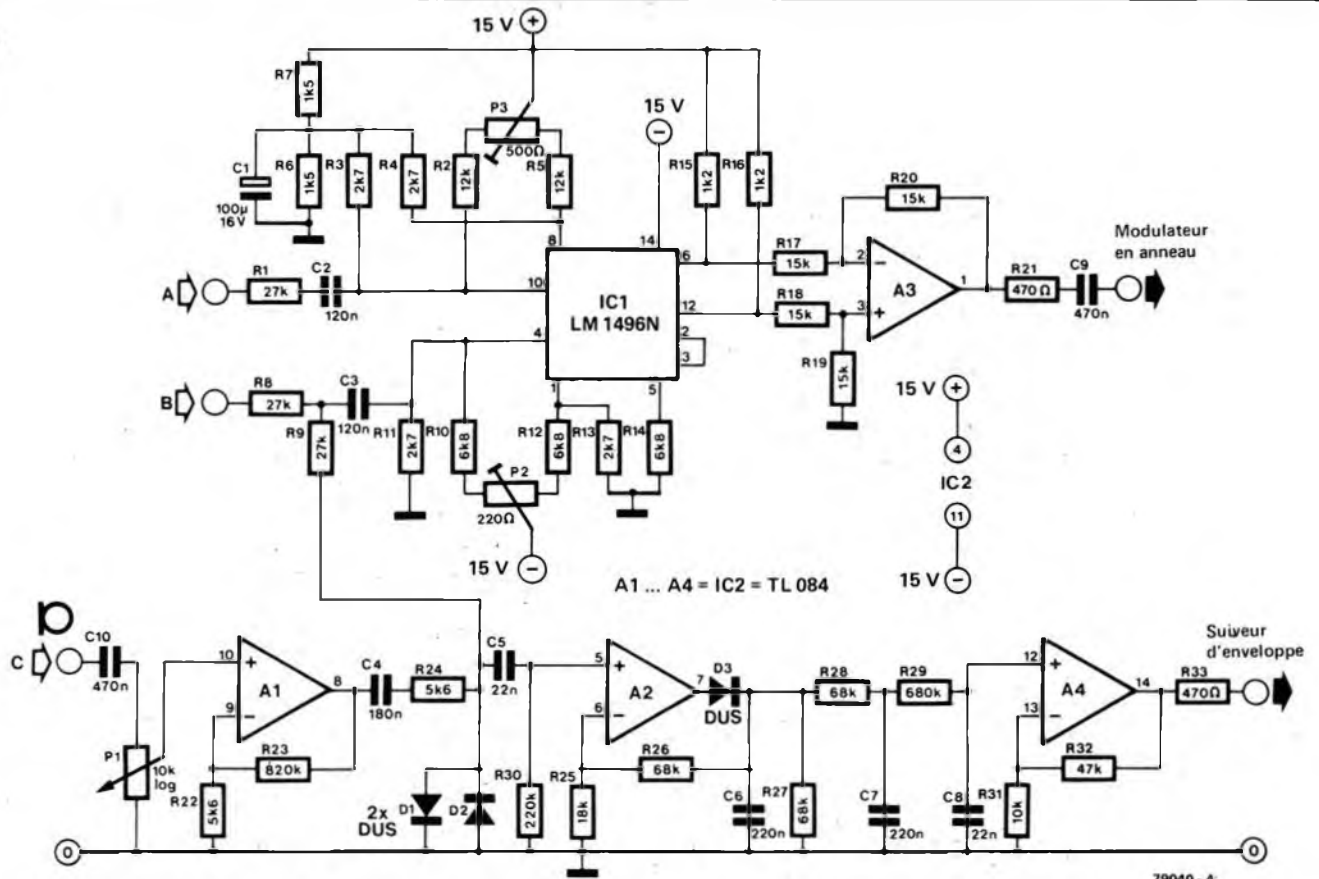 15 V +
R7 1k5
P3
500Ω
15 V
−
C1
100µ
16V
R6 1k5
R3 2k7
R4 2k7
R2 12k
R5 12k
R15 1k2
R16 1k2
R20
15k
8
14
A
R1
27k
C2
120n
10
IC1
LM 1496N
6
12
2
3
R17
15k
R18
15k
2 −
3 +
A3
1
R21
470Ω
C9
470n
Modulateur
en anneau
R19 15k
4
1
5
B
R8
27k
C3
120n
R9 27k
R11 2k7
R10 6k8
R12 6k8
R13 2k7
R14 6k8
P2
220Ω
15 V −
15 V +
4
IC2
11
15 V −
A1 ... A4 = IC2 = TL 084
C
C10
470n
P1
10k
log
10 +
9 −
A1
8
R23
820k
R22 5k6
C4
180n
R24
5k6
2x
DUS
D1
D2
C5
22n
R30 220k
5 +
6 −
A2
7
D3
DUS
R26
68k
R25 18k
C6
220n
R27 68k
R28
68k
C7
220n
R29
680k
C8
22n
12 +
13 −
A4
14
R32
47k
R31 10k
R33
470Ω
Suiveur
d'enveloppe
0
0
79040 - 4